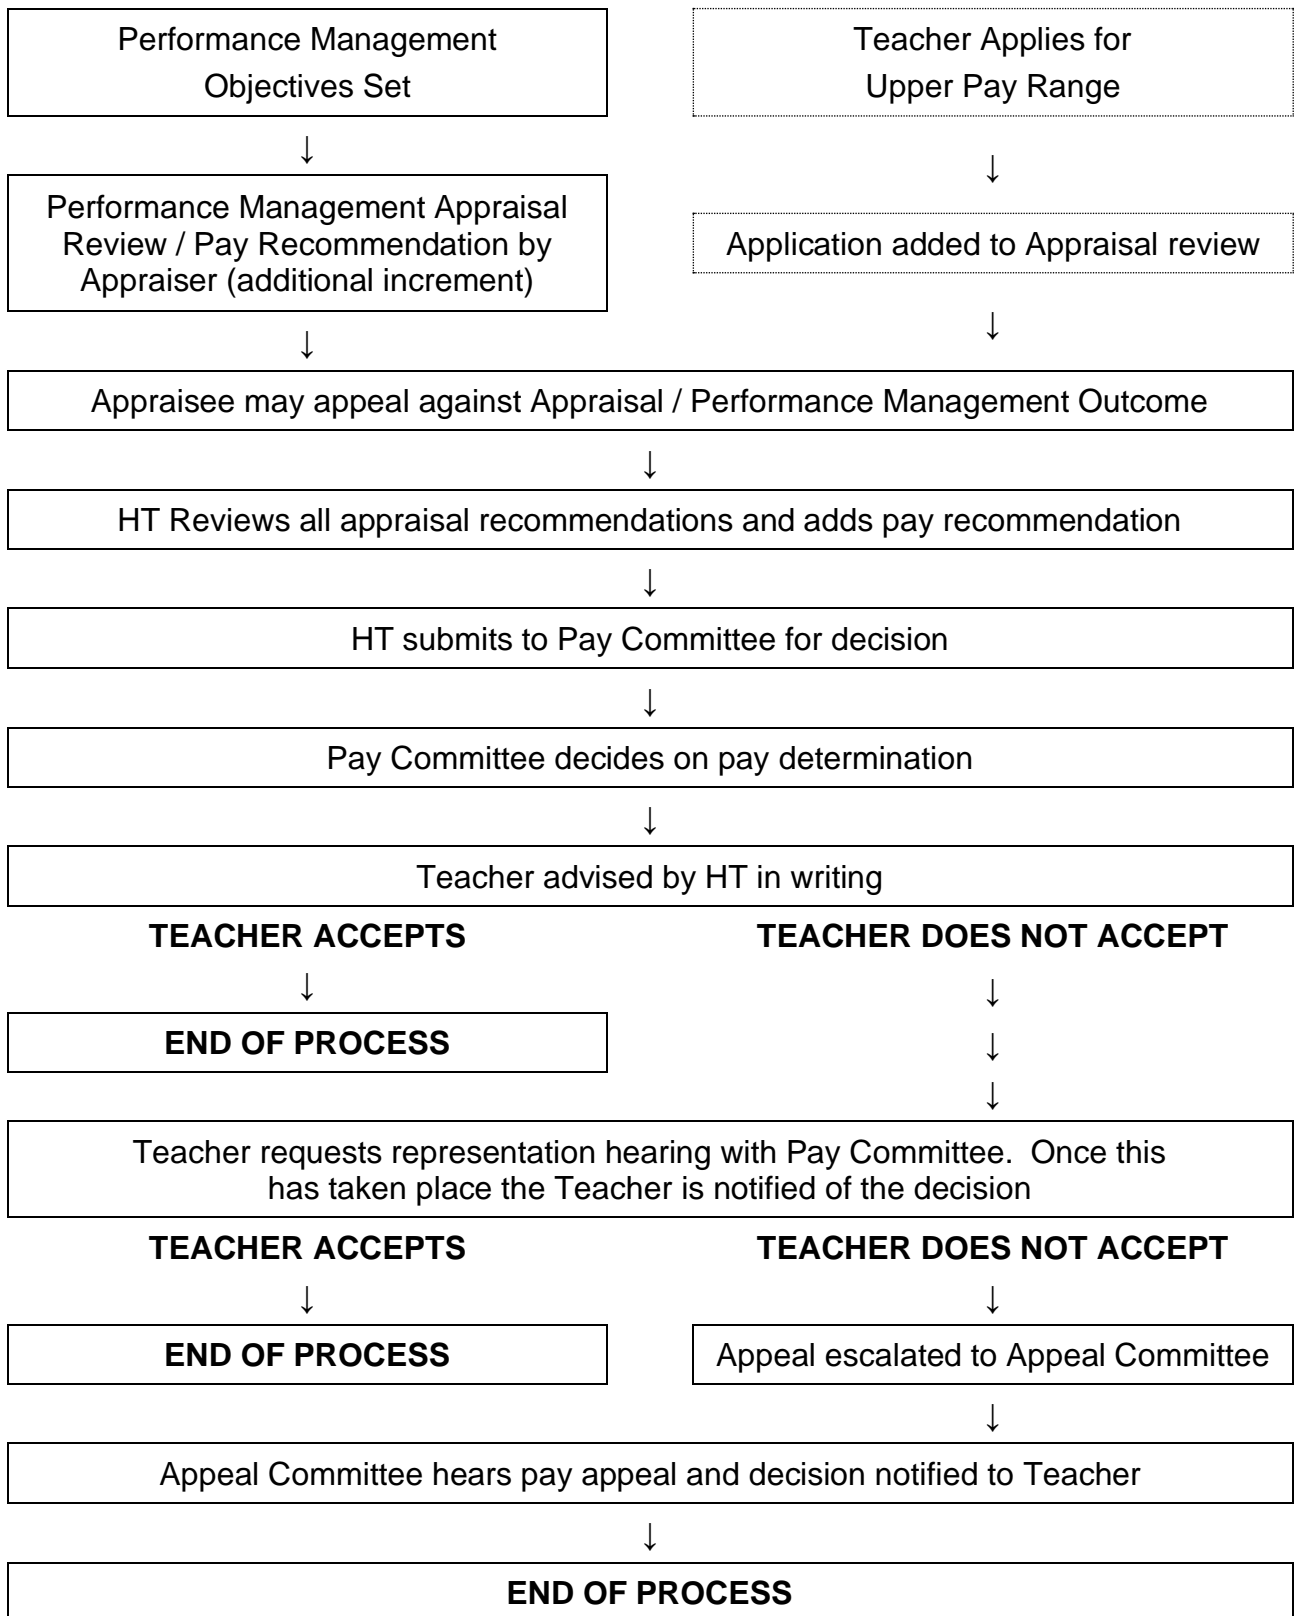 Performance Management
Objectives Set
Teacher Applies for
Upper Pay Range
↓
↓
Performance Management Appraisal
Review / Pay Recommendation by
Appraiser (additional increment)
Application added to Appraisal review
↓
↓
Appraisee may appeal against Appraisal / Performance Management Outcome
↓
HT Reviews all appraisal recommendations and adds pay recommendation
↓
HT submits to Pay Committee for decision
↓
Pay Committee decides on pay determination
↓
Teacher advised by HT in writing
TEACHER ACCEPTS
TEACHER DOES NOT ACCEPT
↓
↓
END OF PROCESS
↓
↓
Teacher requests representation hearing with Pay Committee.  Once this
has taken place the Teacher is notified of the decision
TEACHER ACCEPTS
TEACHER DOES NOT ACCEPT
↓
↓
END OF PROCESS
Appeal escalated to Appeal Committee
↓
Appeal Committee hears pay appeal and decision notified to Teacher
↓
END OF PROCESS